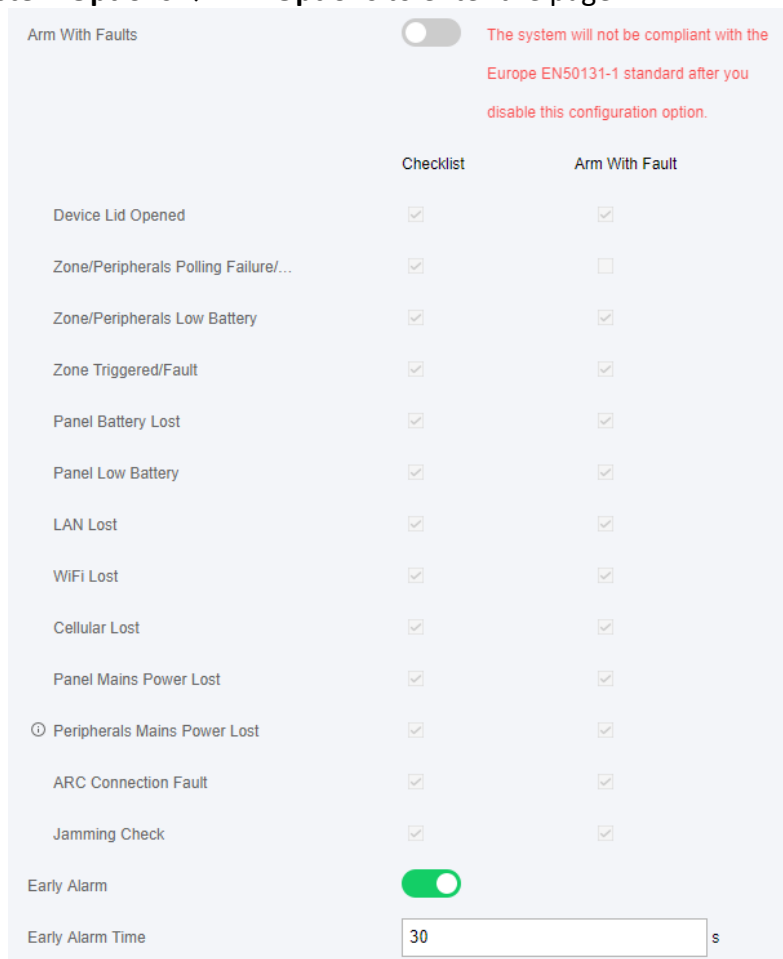 Arm With Faults
The system will not be compliant with the
Europe EN50131-1 standard after you
disable this configuration option.
Checklist Arm With Fault
Device Lid Opened
Zone/Peripherals Polling Failure/...
Zone/Peripherals Low Battery
Zone Triggered/Fault
Panel Battery Lost
Panel Low Battery
LAN Lost
WiFi Lost
Cellular Lost
Panel Mains Power Lost
Peripherals Mains Power Lost
ARC Connection Fault
Jamming Check
Early Alarm
Early Alarm Time 30 s